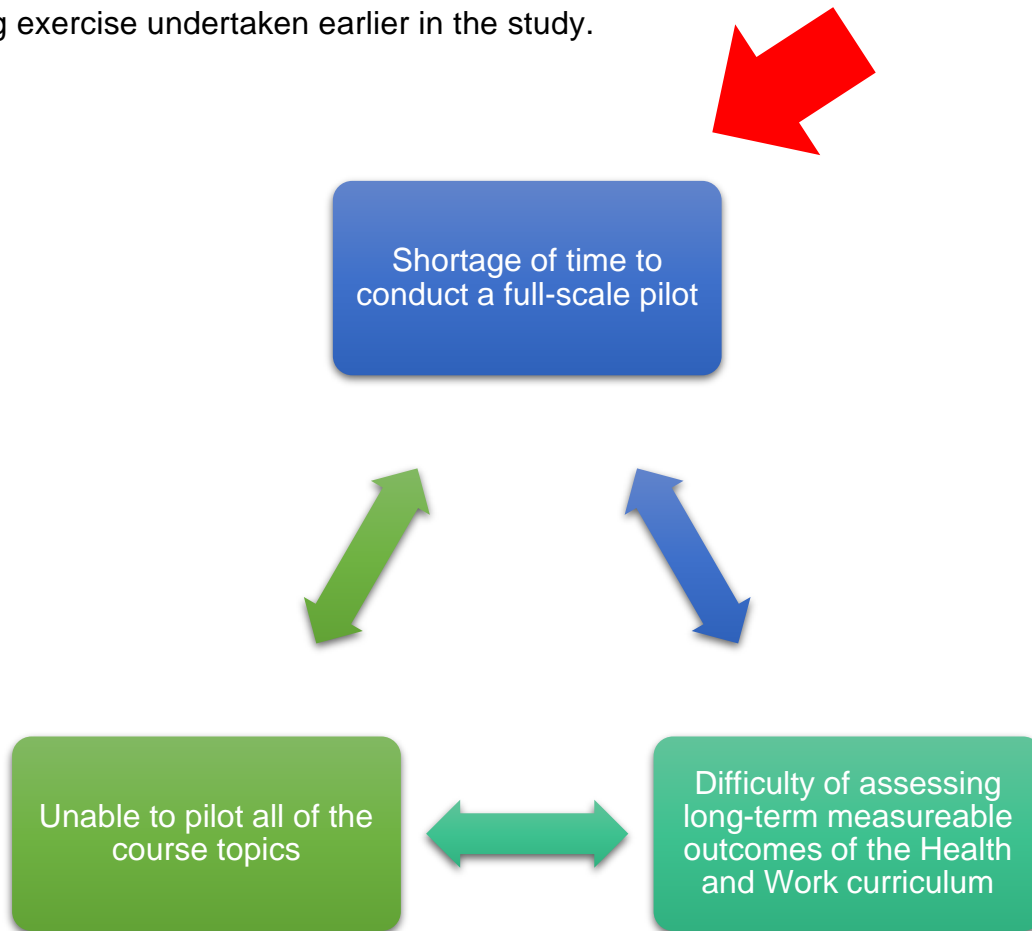 g exercise undertaken earlier in the study.
Shortage of time to
conduct a full-scale pilot
Unable to pilot all of the
course topics
Difficulty of assessing
long-term measureable
outcomes of the Health
and Work curriculum